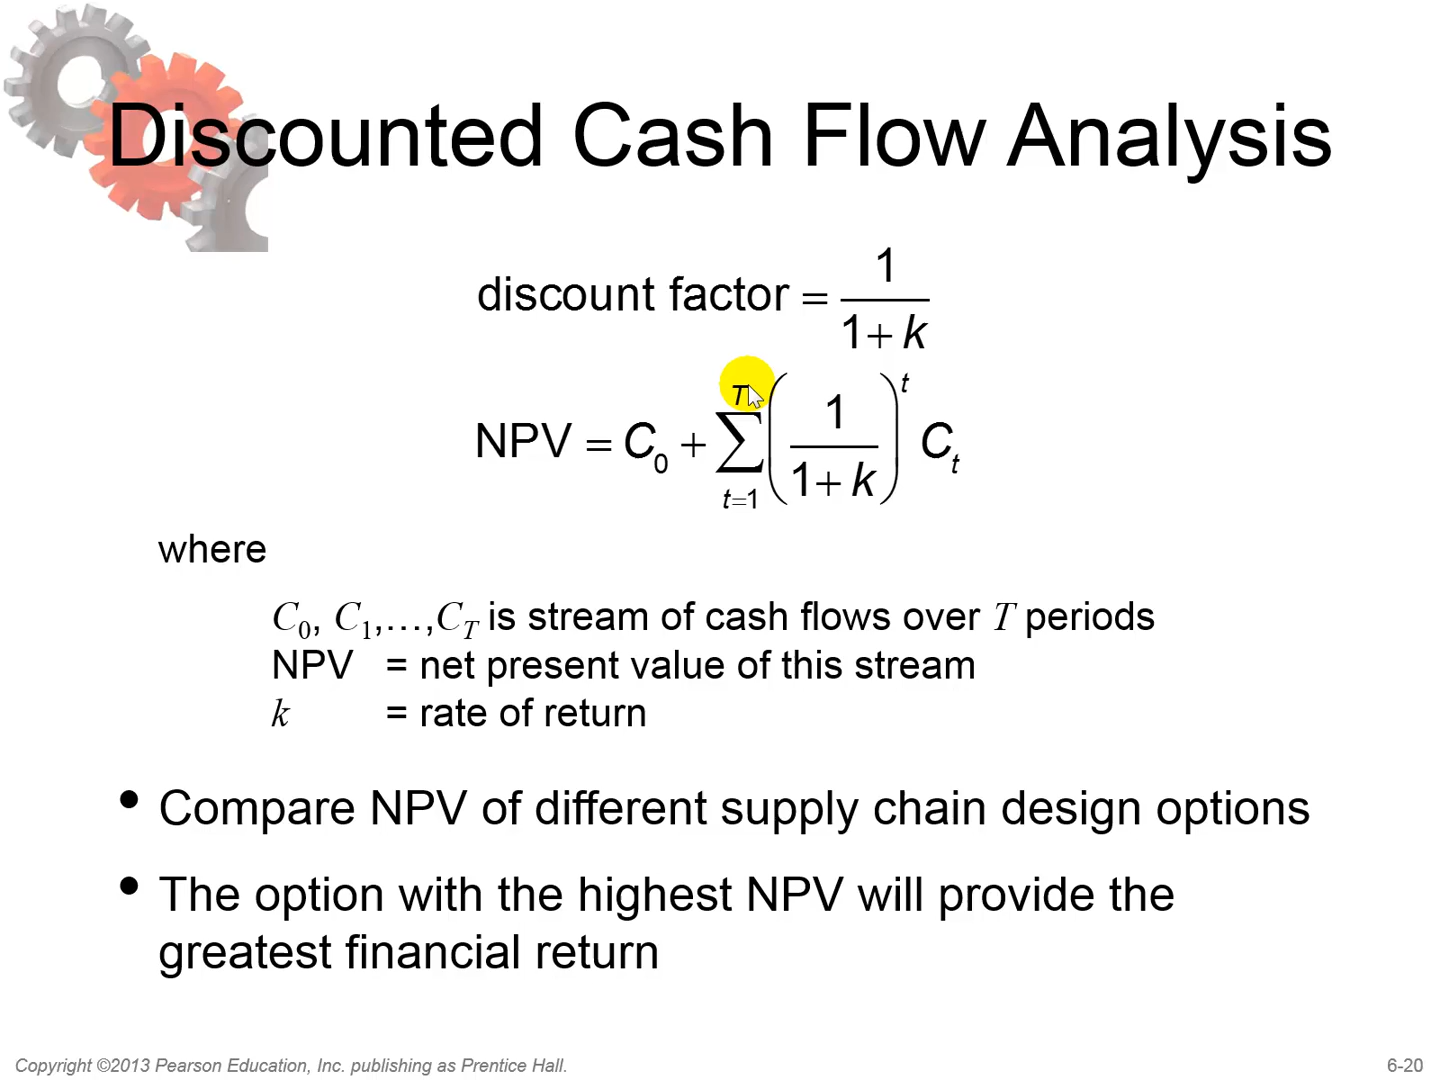 Discounted Cash Flow Analysis
discount factor = 1 / (1 + k)
NPV = C₀ + ∑ₜ₌₁ᵀ (1 / (1 + k))ᵗ Cₜ
where
C₀, C₁,…,C_T is stream of cash flows over T periods
NPV = net present value of this stream
k = rate of return
• Compare NPV of different supply chain design options
• The option with the highest NPV will provide the
greatest financial return
Copyright ©2013 Pearson Education, Inc. publishing as Prentice Hall.
6-20